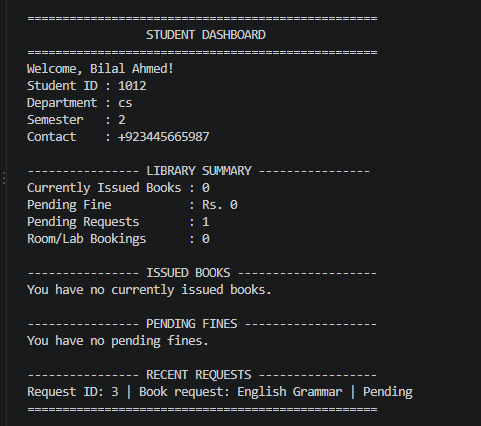 ==================================================
STUDENT DASHBOARD
==================================================
Welcome, Bilal Ahmed!
Student ID : 1012
Department : cs
Semester   : 2
Contact    : +923445665987
---------------- LIBRARY SUMMARY ----------------
Currently Issued Books : 0
Pending Fine           : Rs. 0
Pending Requests       : 1
Room/Lab Bookings      : 0
---------------- ISSUED BOOKS --------------------
You have no currently issued books.
---------------- PENDING FINES -------------------
You have no pending fines.
---------------- RECENT REQUESTS -----------------
Request ID: 3 | Book request: English Grammar | Pending
==================================================